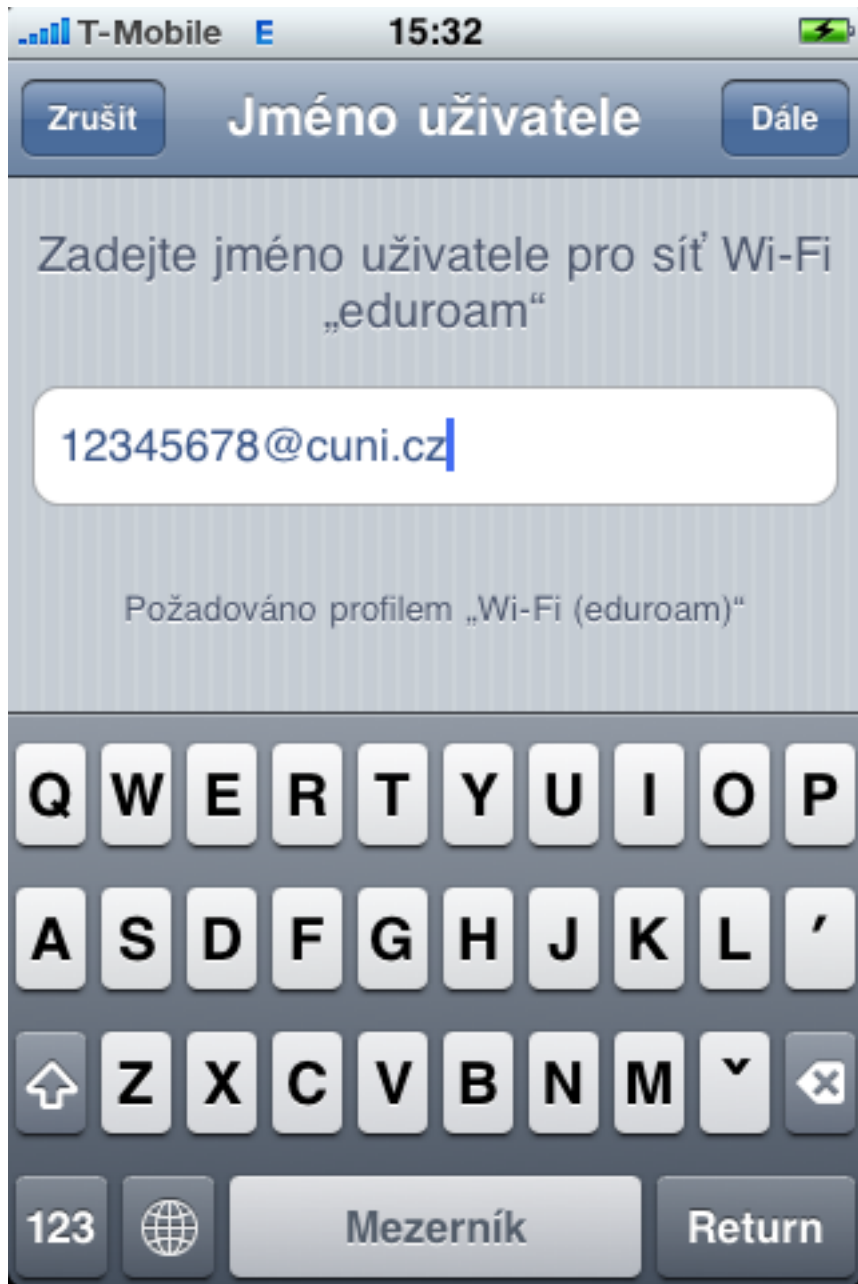 T-Mobile E 15:32
Zrušit Jméno uživatele Dále
Zadejte jméno uživatele pro síť Wi-Fi
„eduroam“
12345678@cuni.cz
Požadováno profilem „Wi-Fi (eduroam)“
Q W E R T Y U I O P
A S D F G H J K L ´
Z X C V B N M ˇ
123 Mezerník Return